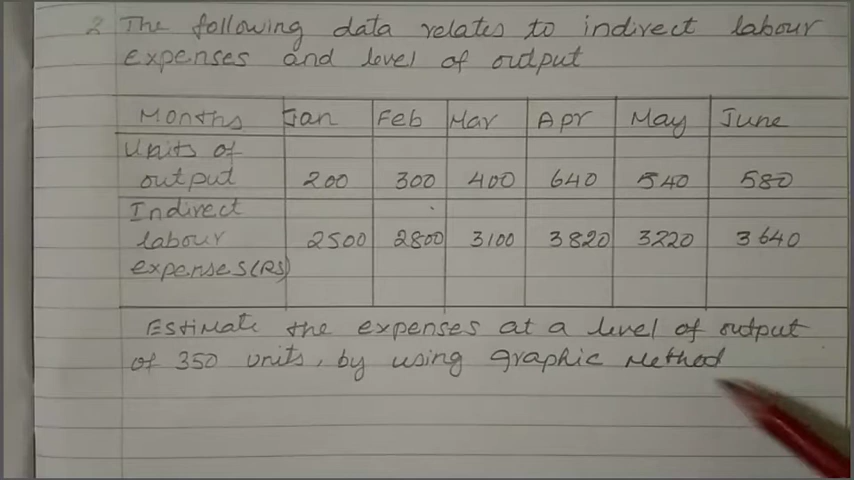 2 The following data relates to indirect labour
expenses and level of output
Months Jan Feb Mar Apr May June
Units of
output 200 300 400 640 540 580
Indirect
labour 2500 2800 3100 3820 3220 3640
expenses(RS)
Estimate the expenses at a level of output
of 350 units, by using graphic Method